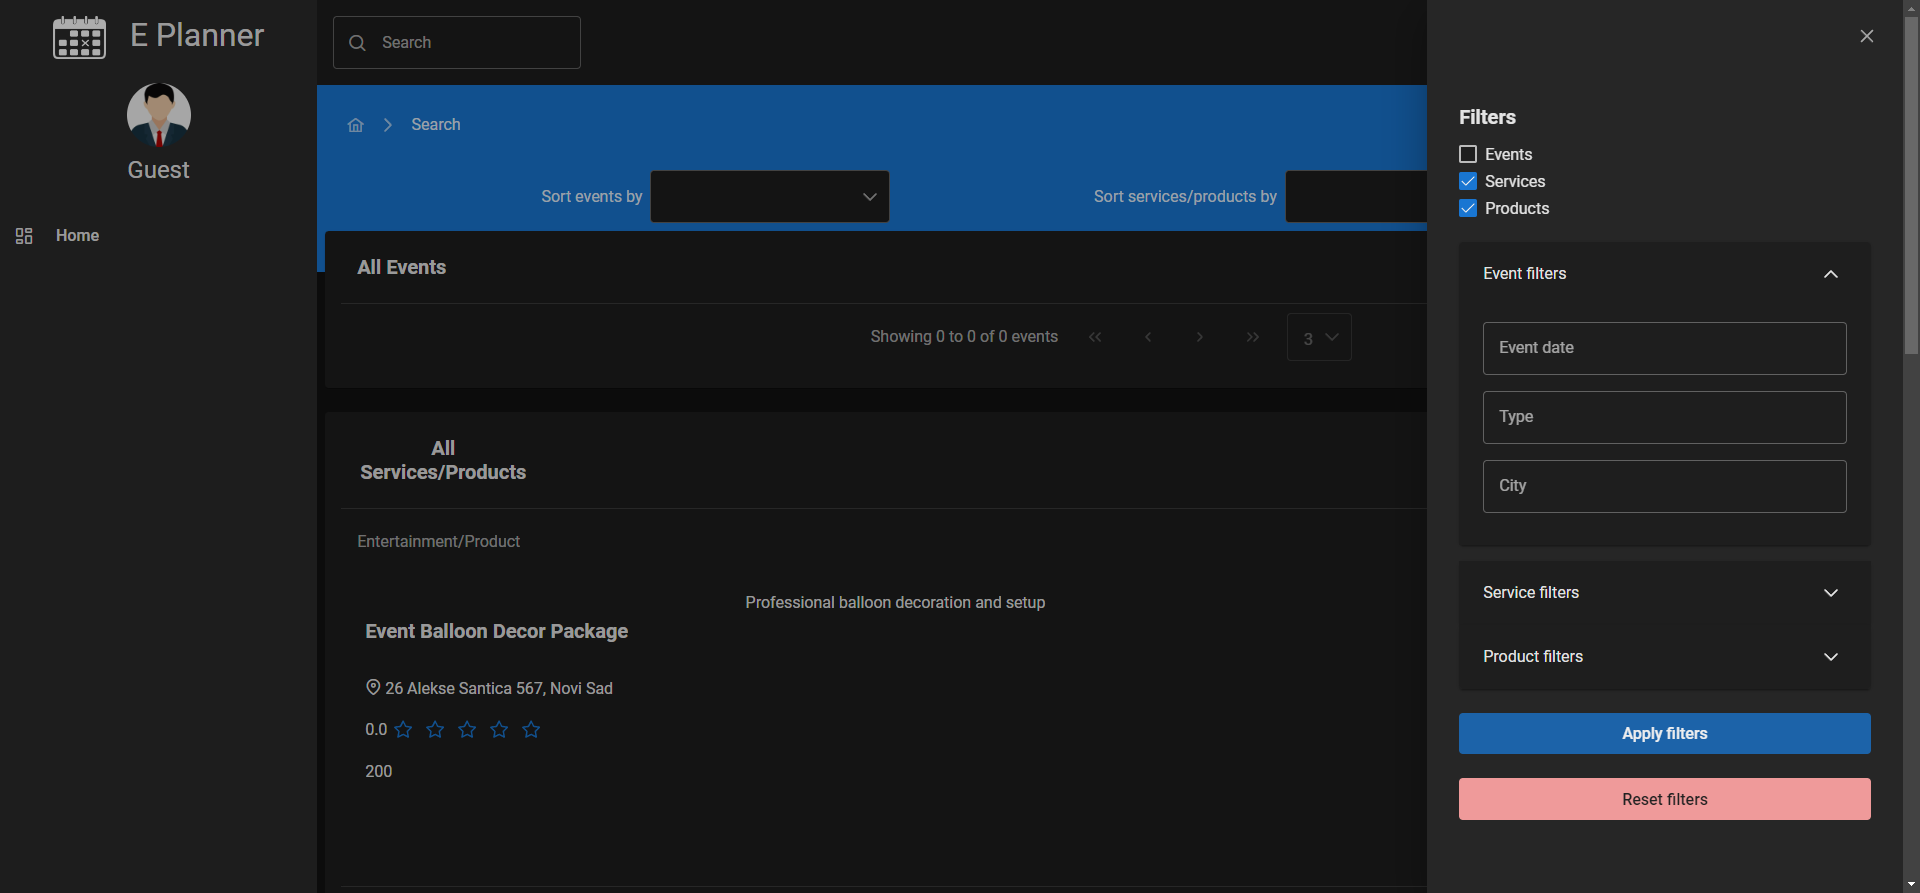 E Planner
Guest
Home
Search
Search
Sort events by
Sort services/products by
All Events
Showing 0 to 0 of 0 events
3
All
Services/Products
Entertainment/Product
Professional balloon decoration and setup
Event Balloon Decor Package
26 Alekse Santica 567, Novi Sad
0.0
200
Filters
Events
Services
Products
Event filters
Event date
Type
City
Service filters
Product filters
Apply filters
Reset filters